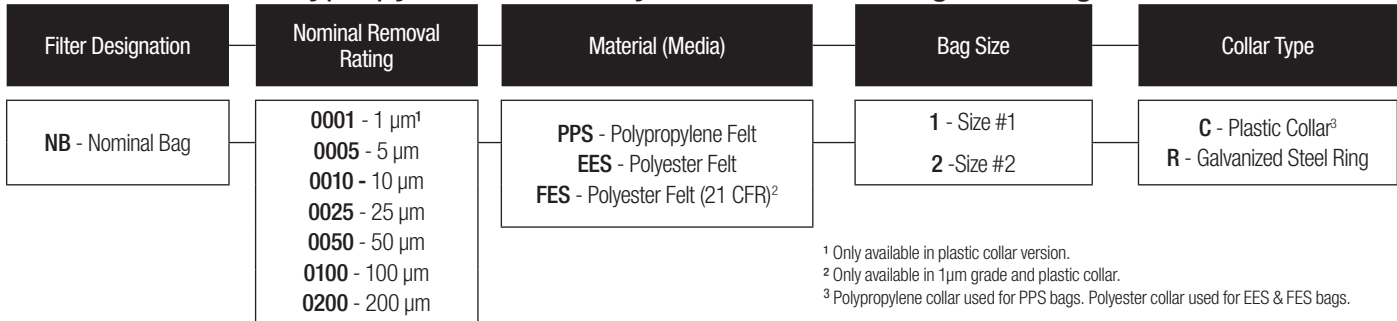 Filter Designation
Nominal Removal
Rating
Material (Media)
Bag Size
Collar Type
NB - Nominal Bag
0001 - 1 µm¹
0005 - 5 µm
0010 - 10 µm
0025 - 25 µm
0050 - 50 µm
0100 - 100 µm
0200 - 200 µm
PPS - Polypropylene Felt
EES - Polyester Felt
FES - Polyester Felt (21 CFR)²
1 - Size #1
2 -Size #2
C - Plastic Collar³
R - Galvanized Steel Ring
¹ Only available in plastic collar version.
² Only available in 1µm grade and plastic collar.
³ Polypropylene collar used for PPS bags. Polyester collar used for EES & FES bags.